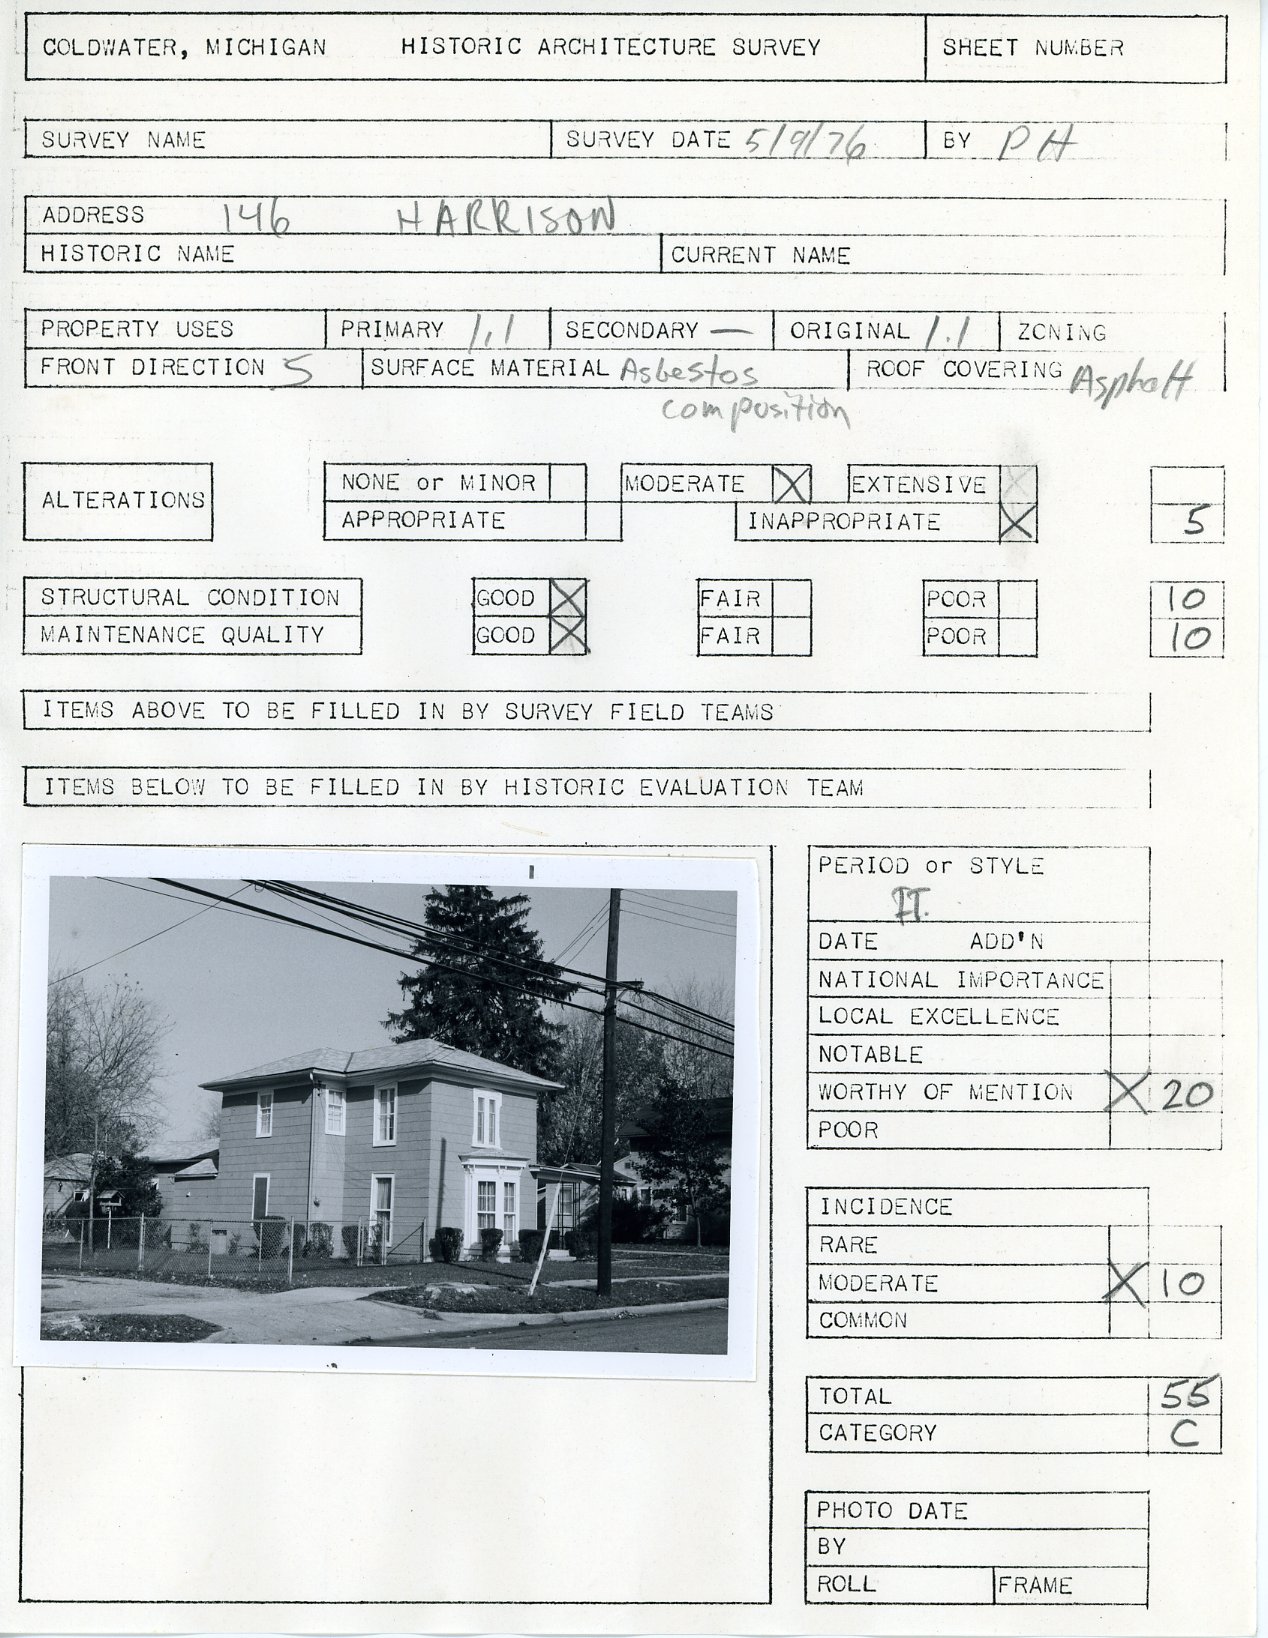 COLDWATER, MICHIGAN HISTORIC ARCHITECTURE SURVEY SHEET NUMBER
SURVEY NAME SURVEY DATE 5/9/76 BY PH
ADDRESS 146 HARRISON
HISTORIC NAME CURRENT NAME
PROPERTY USES PRIMARY 1.1 SECONDARY — ORIGINAL 1.1 ZONING
FRONT DIRECTION S SURFACE MATERIAL Asbestos ROOF COVERING Asphalt
composition
ALTERATIONS NONE or MINOR MODERATE X EXTENSIVE X
APPROPRIATE INAPPROPRIATE X 5
STRUCTURAL CONDITION GOOD X FAIR POOR 10
MAINTENANCE QUALITY GOOD X FAIR POOR 10
ITEMS ABOVE TO BE FILLED IN BY SURVEY FIELD TEAMS
ITEMS BELOW TO BE FILLED IN BY HISTORIC EVALUATION TEAM
PERIOD or STYLE
IT.
DATE ADD'N
NATIONAL IMPORTANCE
LOCAL EXCELLENCE
NOTABLE
WORTHY OF MENTION X 20
POOR
INCIDENCE
RARE
MODERATE X 10
COMMON
TOTAL 55
CATEGORY C
PHOTO DATE
BY
ROLL FRAME